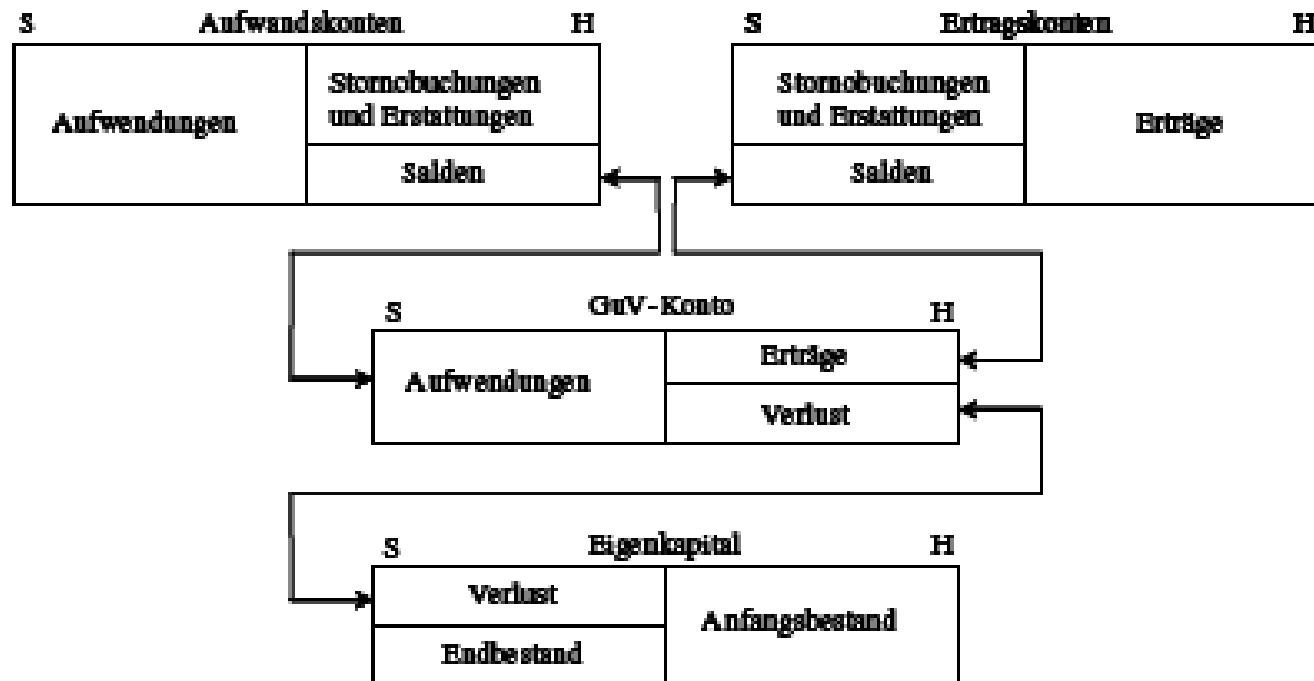 S Aufwandskonten H
S Ertragskonten H
Aufwendungen
Stornobuchungen
und Erstattungen
Salden
Stornobuchungen
und Erstattungen
Salden
Erträge
S GuV-Konto H
Aufwendungen
Erträge
Verlust
S Eigenkapital H
Verlust
Endbestand
Anfangsbestand